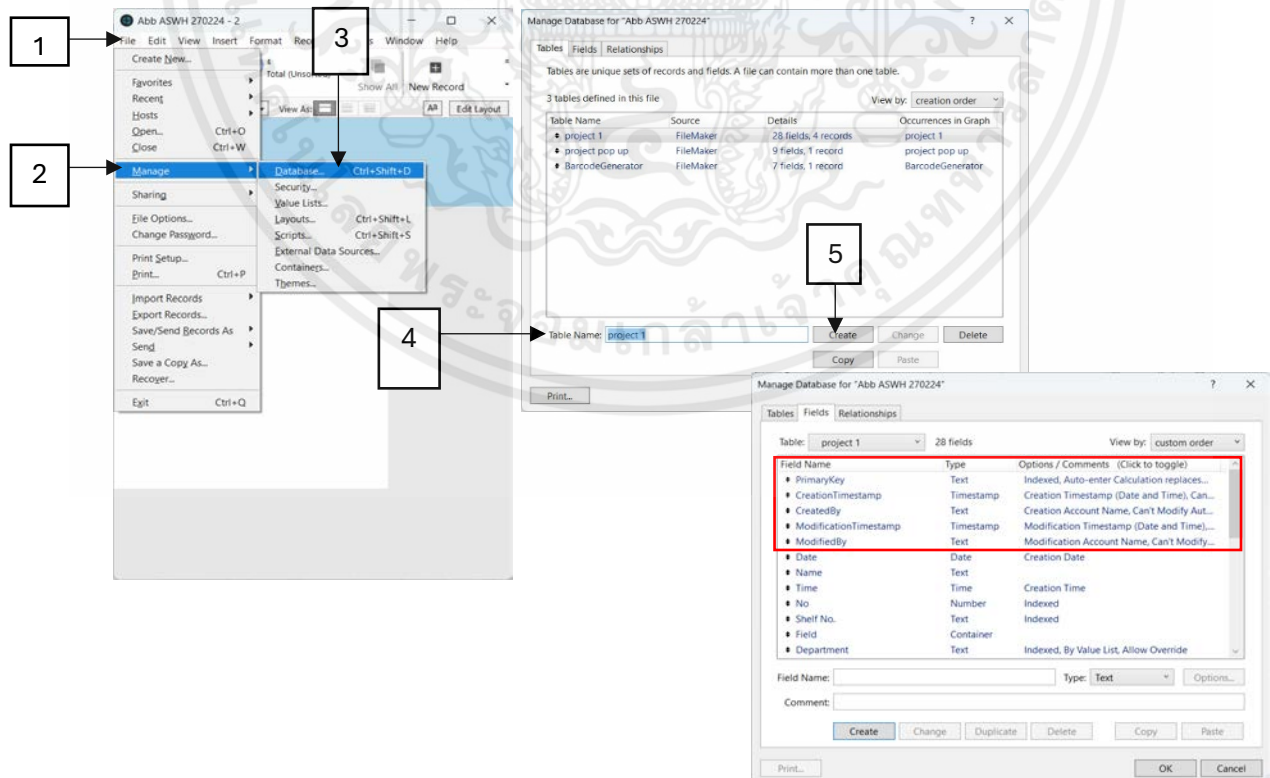 1
2
3
4
5
Abb ASWH 270224 - 2
File Edit View Insert Format Window Help
Create New...
Favorites
Recent
Hosts
Open... Ctrl+O
Close Ctrl+W
Manage
Sharing
File Options...
Change Password...
Print Setup...
Print... Ctrl+P
Import Records
Export Records...
Save/Send Records As
Send
Save a Copy As...
Recover...
Exit Ctrl+Q
Show All New Record
View As: Aa Edit Layout
Database... Ctrl+Shift+D
Security...
Value Lists...
Layouts... Ctrl+Shift+L
Scripts... Ctrl+Shift+S
External Data Sources...
Containers...
Themes...
Manage Database for "Abb ASWH 270224" ?
Tables Fields Relationships
Tables are unique sets of records and fields. A file can contain more than one table.
3 tables defined in this file View by: creation order
Table Name Source Details Occurrences in Graph
project 1 FileMaker 28 fields, 4 records project 1
project pop up FileMaker 9 fields, 1 record project pop up
BarcodeGenerator FileMaker 7 fields, 1 record BarcodeGenerator
Table Name: project 1 Create Change Delete
Copy Paste
Print...
Manage Database for "Abb ASWH 270224" ?
Tables Fields Relationships
Table: project 1 28 fields View by: custom order
Field Name Type Options / Comments (Click to toggle)
PrimaryKey Text Indexed, Auto-enter Calculation replaces...
CreationTimestamp Timestamp Creation Timestamp (Date and Time), Can...
CreatedBy Text Creation Account Name, Can't Modify Aut...
ModificationTimestamp Timestamp Modification Timestamp (Date and Time),...
ModifiedBy Text Modification Account Name, Can't Modify...
Date Date Creation Date
Name Text
Time Time Creation Time
No Number Indexed
Shelf No. Text Indexed
Field Container
Department Text Indexed, By Value List, Allow Override
Field Name: Type: Text Options...
Comment:
Create Change Duplicate Delete Copy Paste
Print... OK Cancel